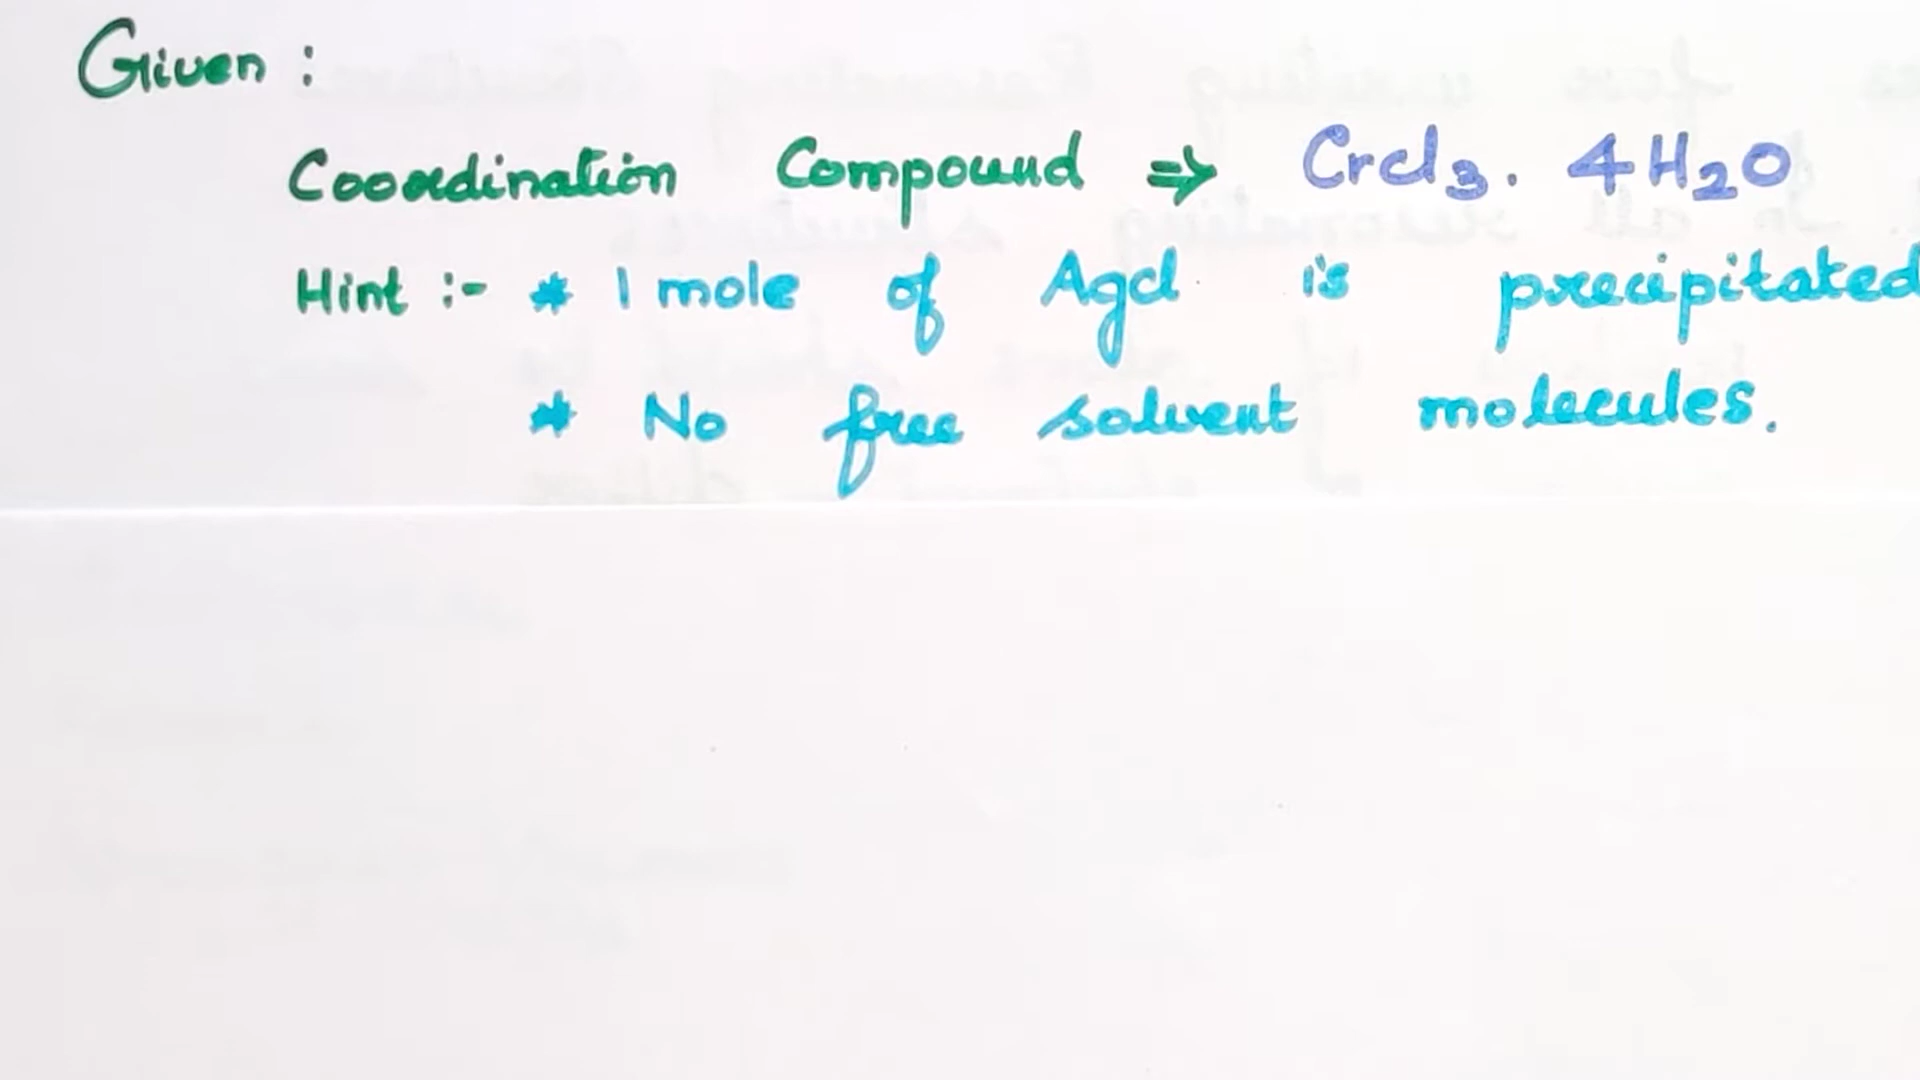 Given :
Coordination Compound ⇒ Crcl₃. 4H₂O
Hint :- * 1 mole of Agcl is precipitated
* No free solvent molecules.